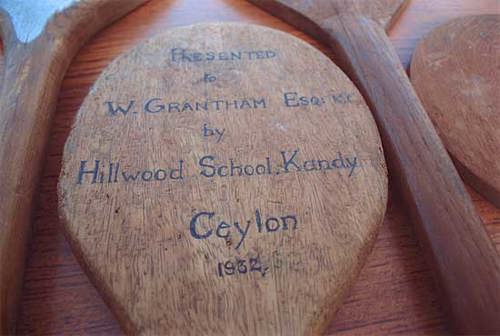 PRESENTED
to
W. GRANTHAM ESQ:
by
Hillwood School. Kandy
Ceylon
1932,